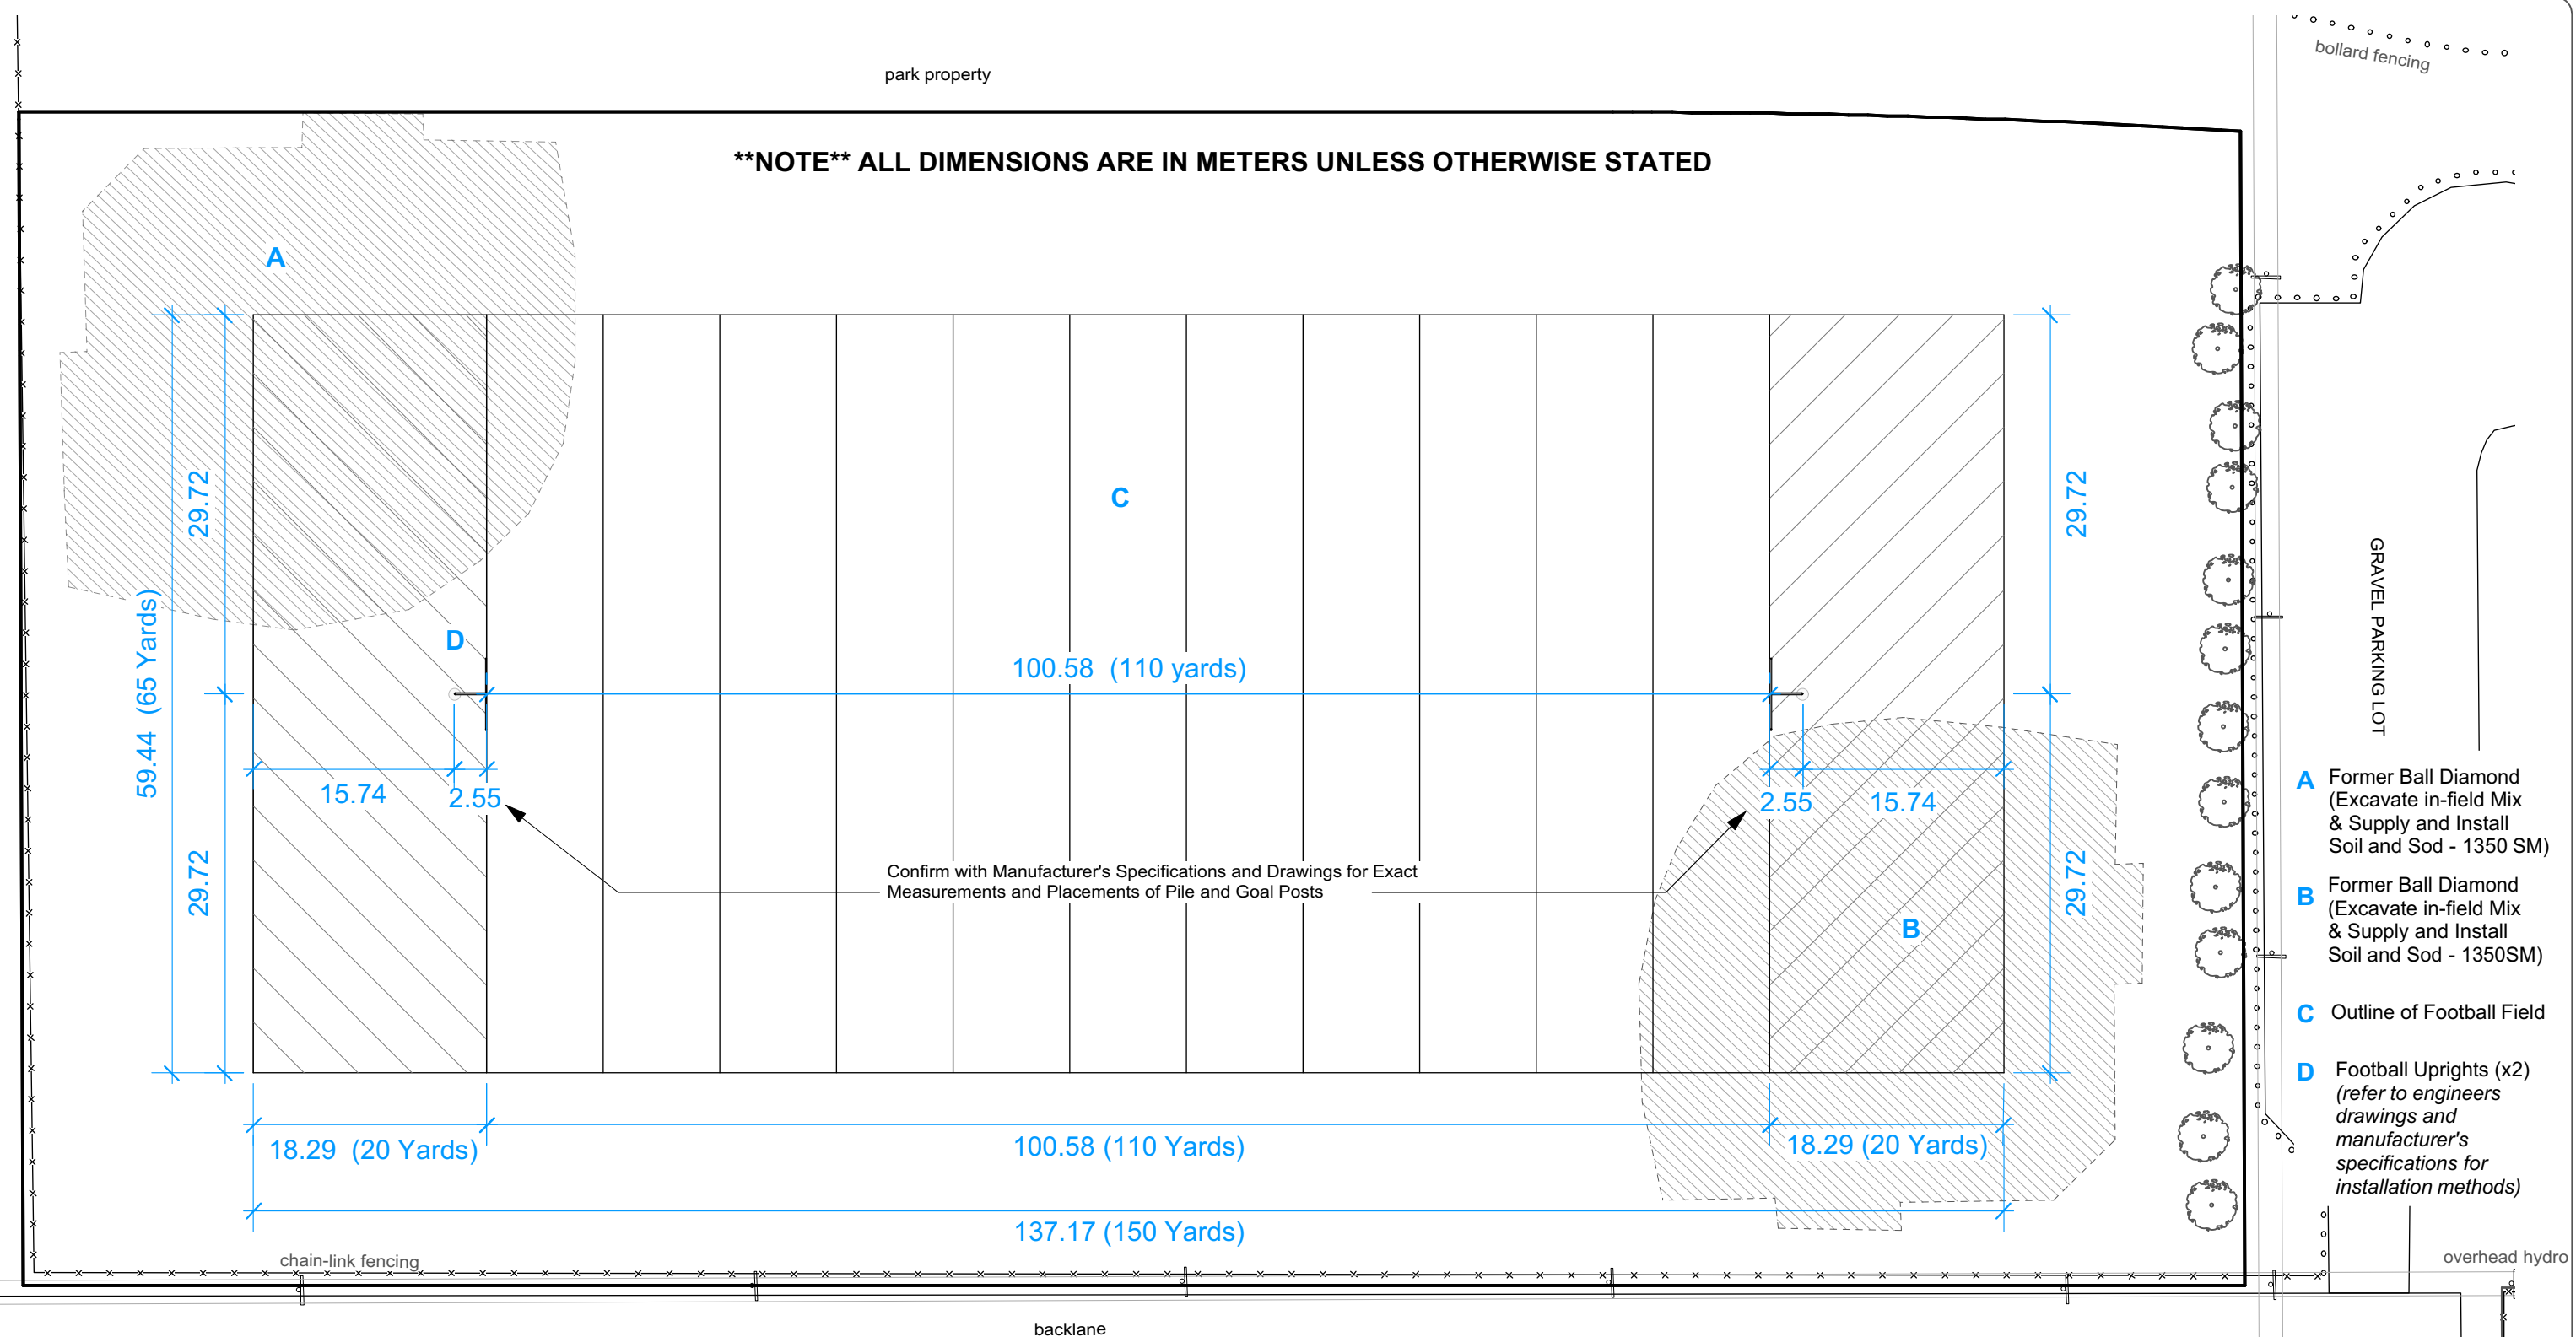 park property
bollard fencing
**NOTE** ALL DIMENSIONS ARE IN METERS UNLESS OTHERWISE STATED
A
C
29.72
29.72
59.44  (65 Yards)
GRAVEL PARKING LOT
D
100.58  (110 yards)
15.74
2.55
2.55
15.74
29.72
29.72
Confirm with Manufacturer's Specifications and Drawings for Exact
Measurements and Placements of Pile and Goal Posts
B
18.29  (20 Yards)
100.58 (110 Yards)
18.29 (20 Yards)
137.17 (150 Yards)
A Former Ball Diamond
(Excavate in-field Mix
& Supply and Install
Soil and Sod - 1350 SM)
B Former Ball Diamond
(Excavate in-field Mix
& Supply and Install
Soil and Sod - 1350SM)
C Outline of Football Field
D Football Uprights (x2)
(refer to engineers
drawings and
manufacturer's
specifications for
installation methods)
chain-link fencing
overhead hydro
backlane